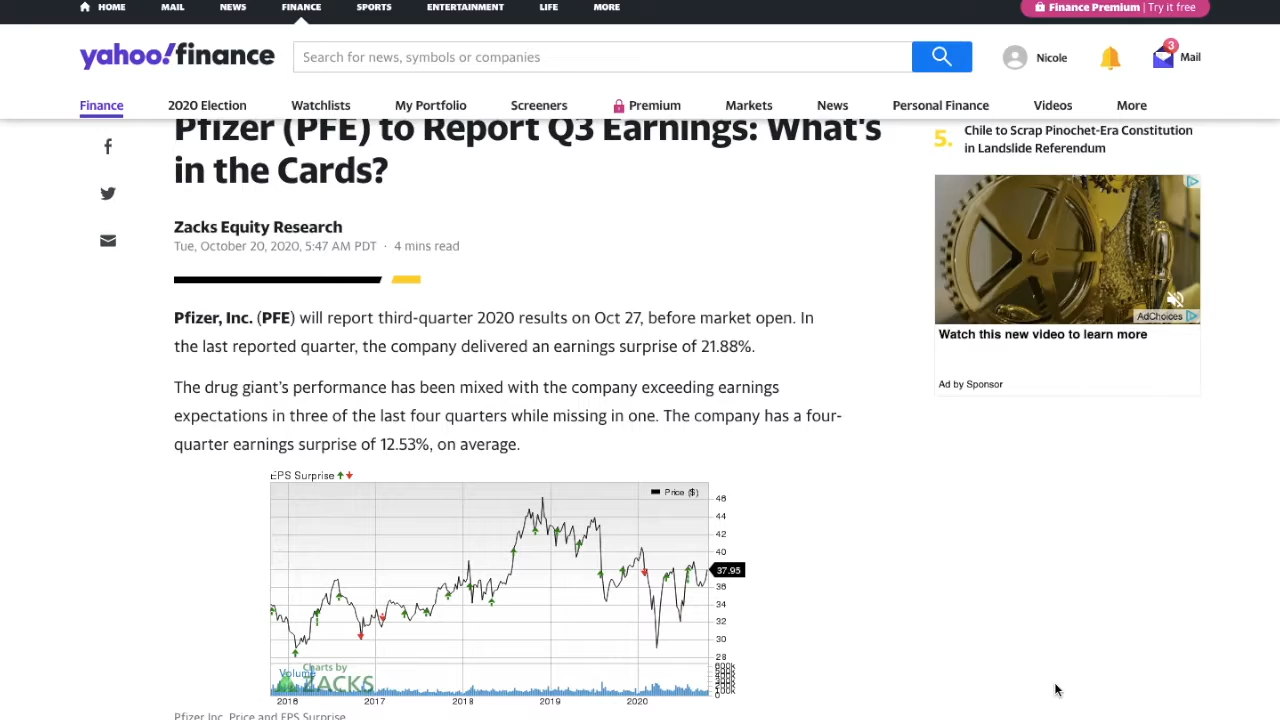 HOME MAIL NEWS FINANCE SPORTS ENTERTAINMENT LIFE MORE
Finance Premium | Try it free
yahoo!finance
Search for news, symbols or companies
Nicole
3
Mail
Finance 2020 Election Watchlists My Portfolio Screeners Premium Markets News Personal Finance Videos More
Pfizer (PFE) to Report Q3 Earnings: What's
in the Cards?
Zacks Equity Research
Tue, October 20, 2020, 5:47 AM PDT · 4 mins read
Pfizer, Inc. (PFE) will report third-quarter 2020 results on Oct 27, before market open. In
the last reported quarter, the company delivered an earnings surprise of 21.88%.
The drug giant's performance has been mixed with the company exceeding earnings
expectations in three of the last four quarters while missing in one. The company has a four-
quarter earnings surprise of 12.53%, on average.
EPS Surprise
Price ($)
46
44
42
40
37.95
36
34
32
30
28
600k
100k
0
Volume
Charts by
ZACKS
2016 2017 2018 2019 2020
Pfizer Inc. Price and EPS Surprise
5.
Chile to Scrap Pinochet-Era Constitution
in Landslide Referendum
AdChoices
Watch this new video to learn more
Ad by Sponsor